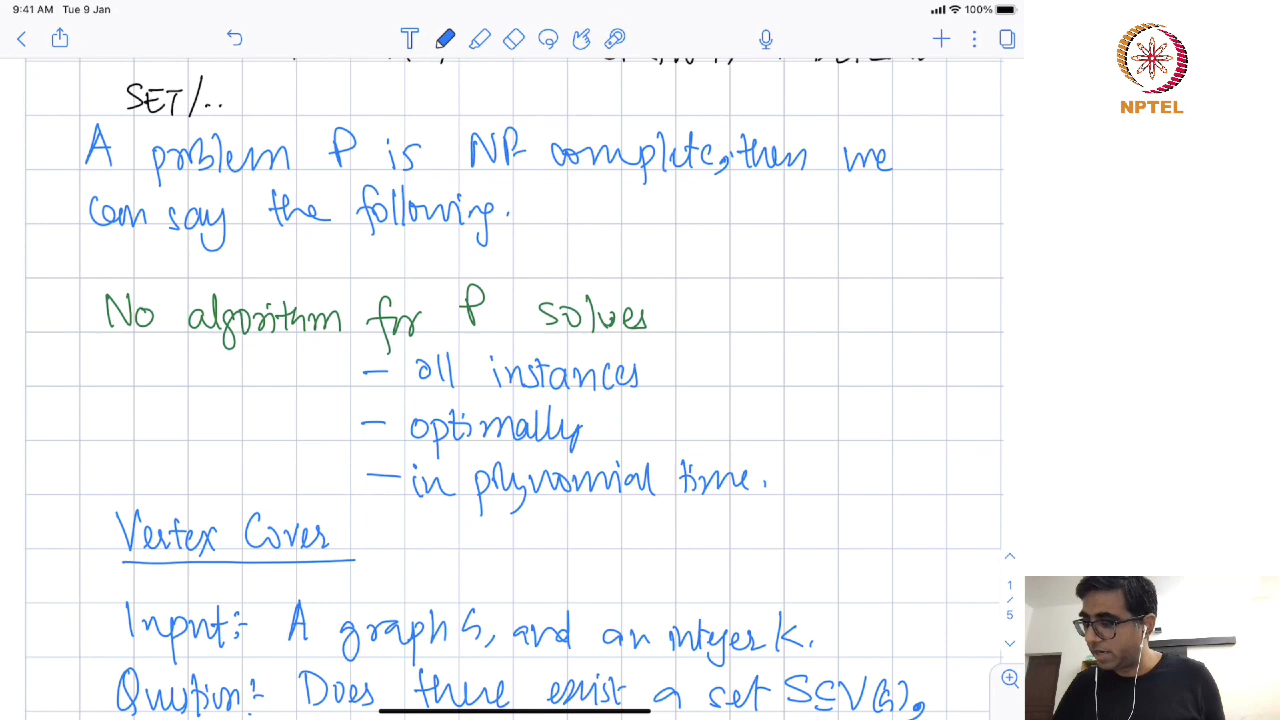 9:41 AM Tue 9 Jan
100%
T
SET/..
A problem P is NP complete, then we
can say the following.
No algorithm for P solves
- all instances
- optimally
- in polynomial time.
Vertex Cover
Input:- A graph G, and an integer k.
Question:- Does there exist a set S⊆V(G),
1
/
5
NPTEL